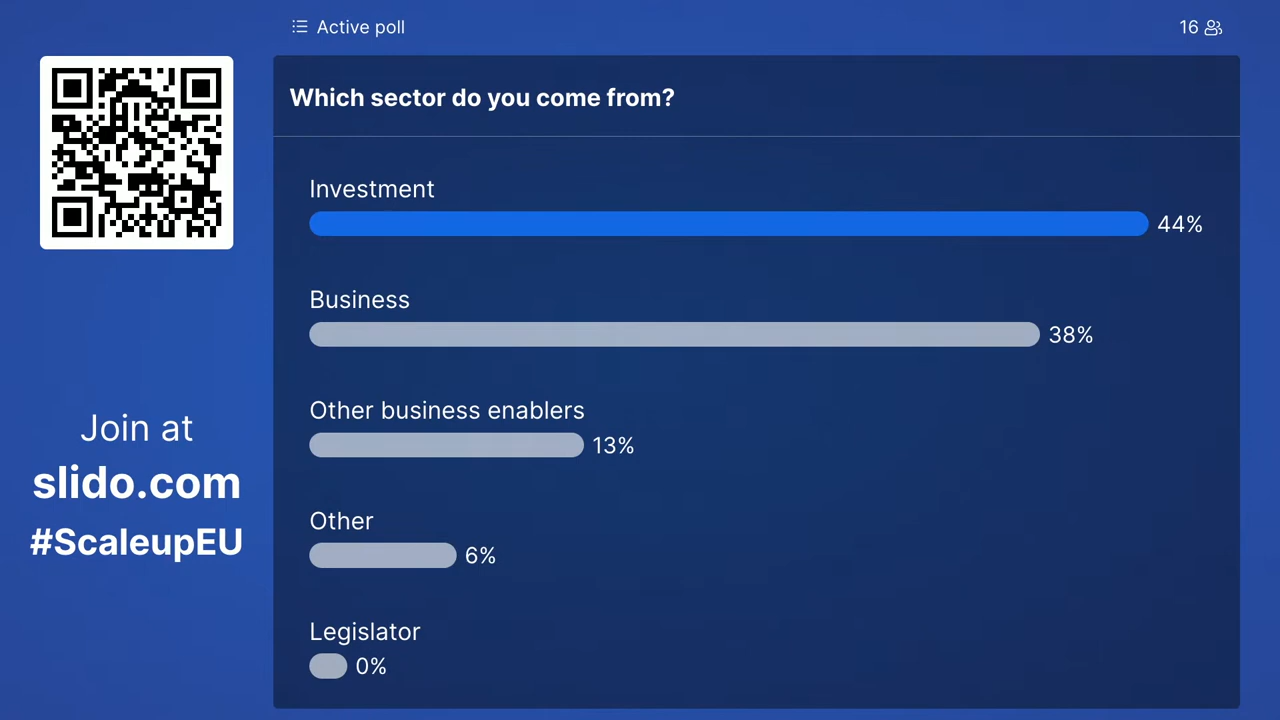 Active poll
16
Which sector do you come from?
Investment
44%
Business
38%
Other business enablers
13%
Other
6%
Legislator
0%
Join at
slido.com
#ScaleupEU